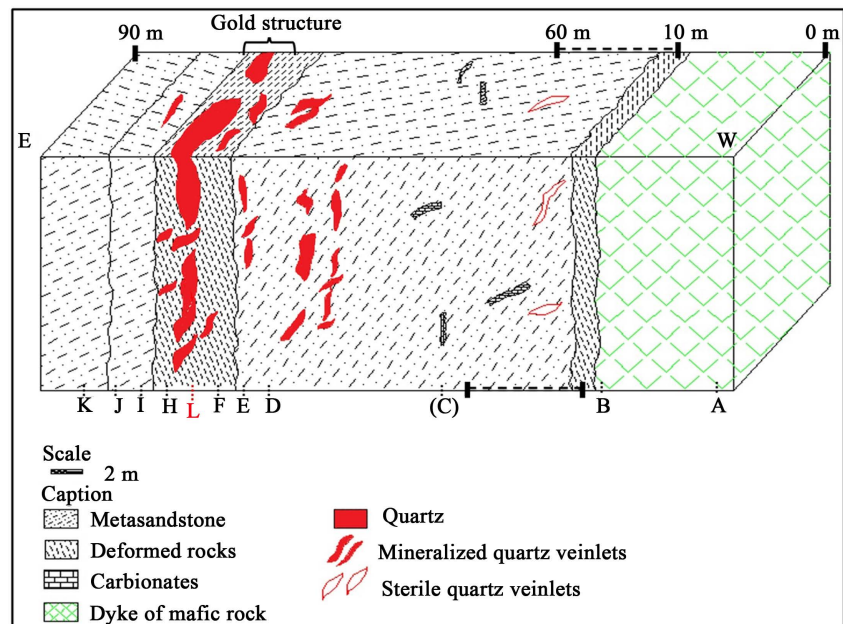 Gold structure
90 m 60 m 10 m 0 m
E W
K J I H L F E D (C) B A
Scale
2 m
Caption
Metasandstone
Deformed rocks
Carbionates
Dyke of mafic rock
Quartz
Mineralized quartz veinlets
Sterile quartz veinlets